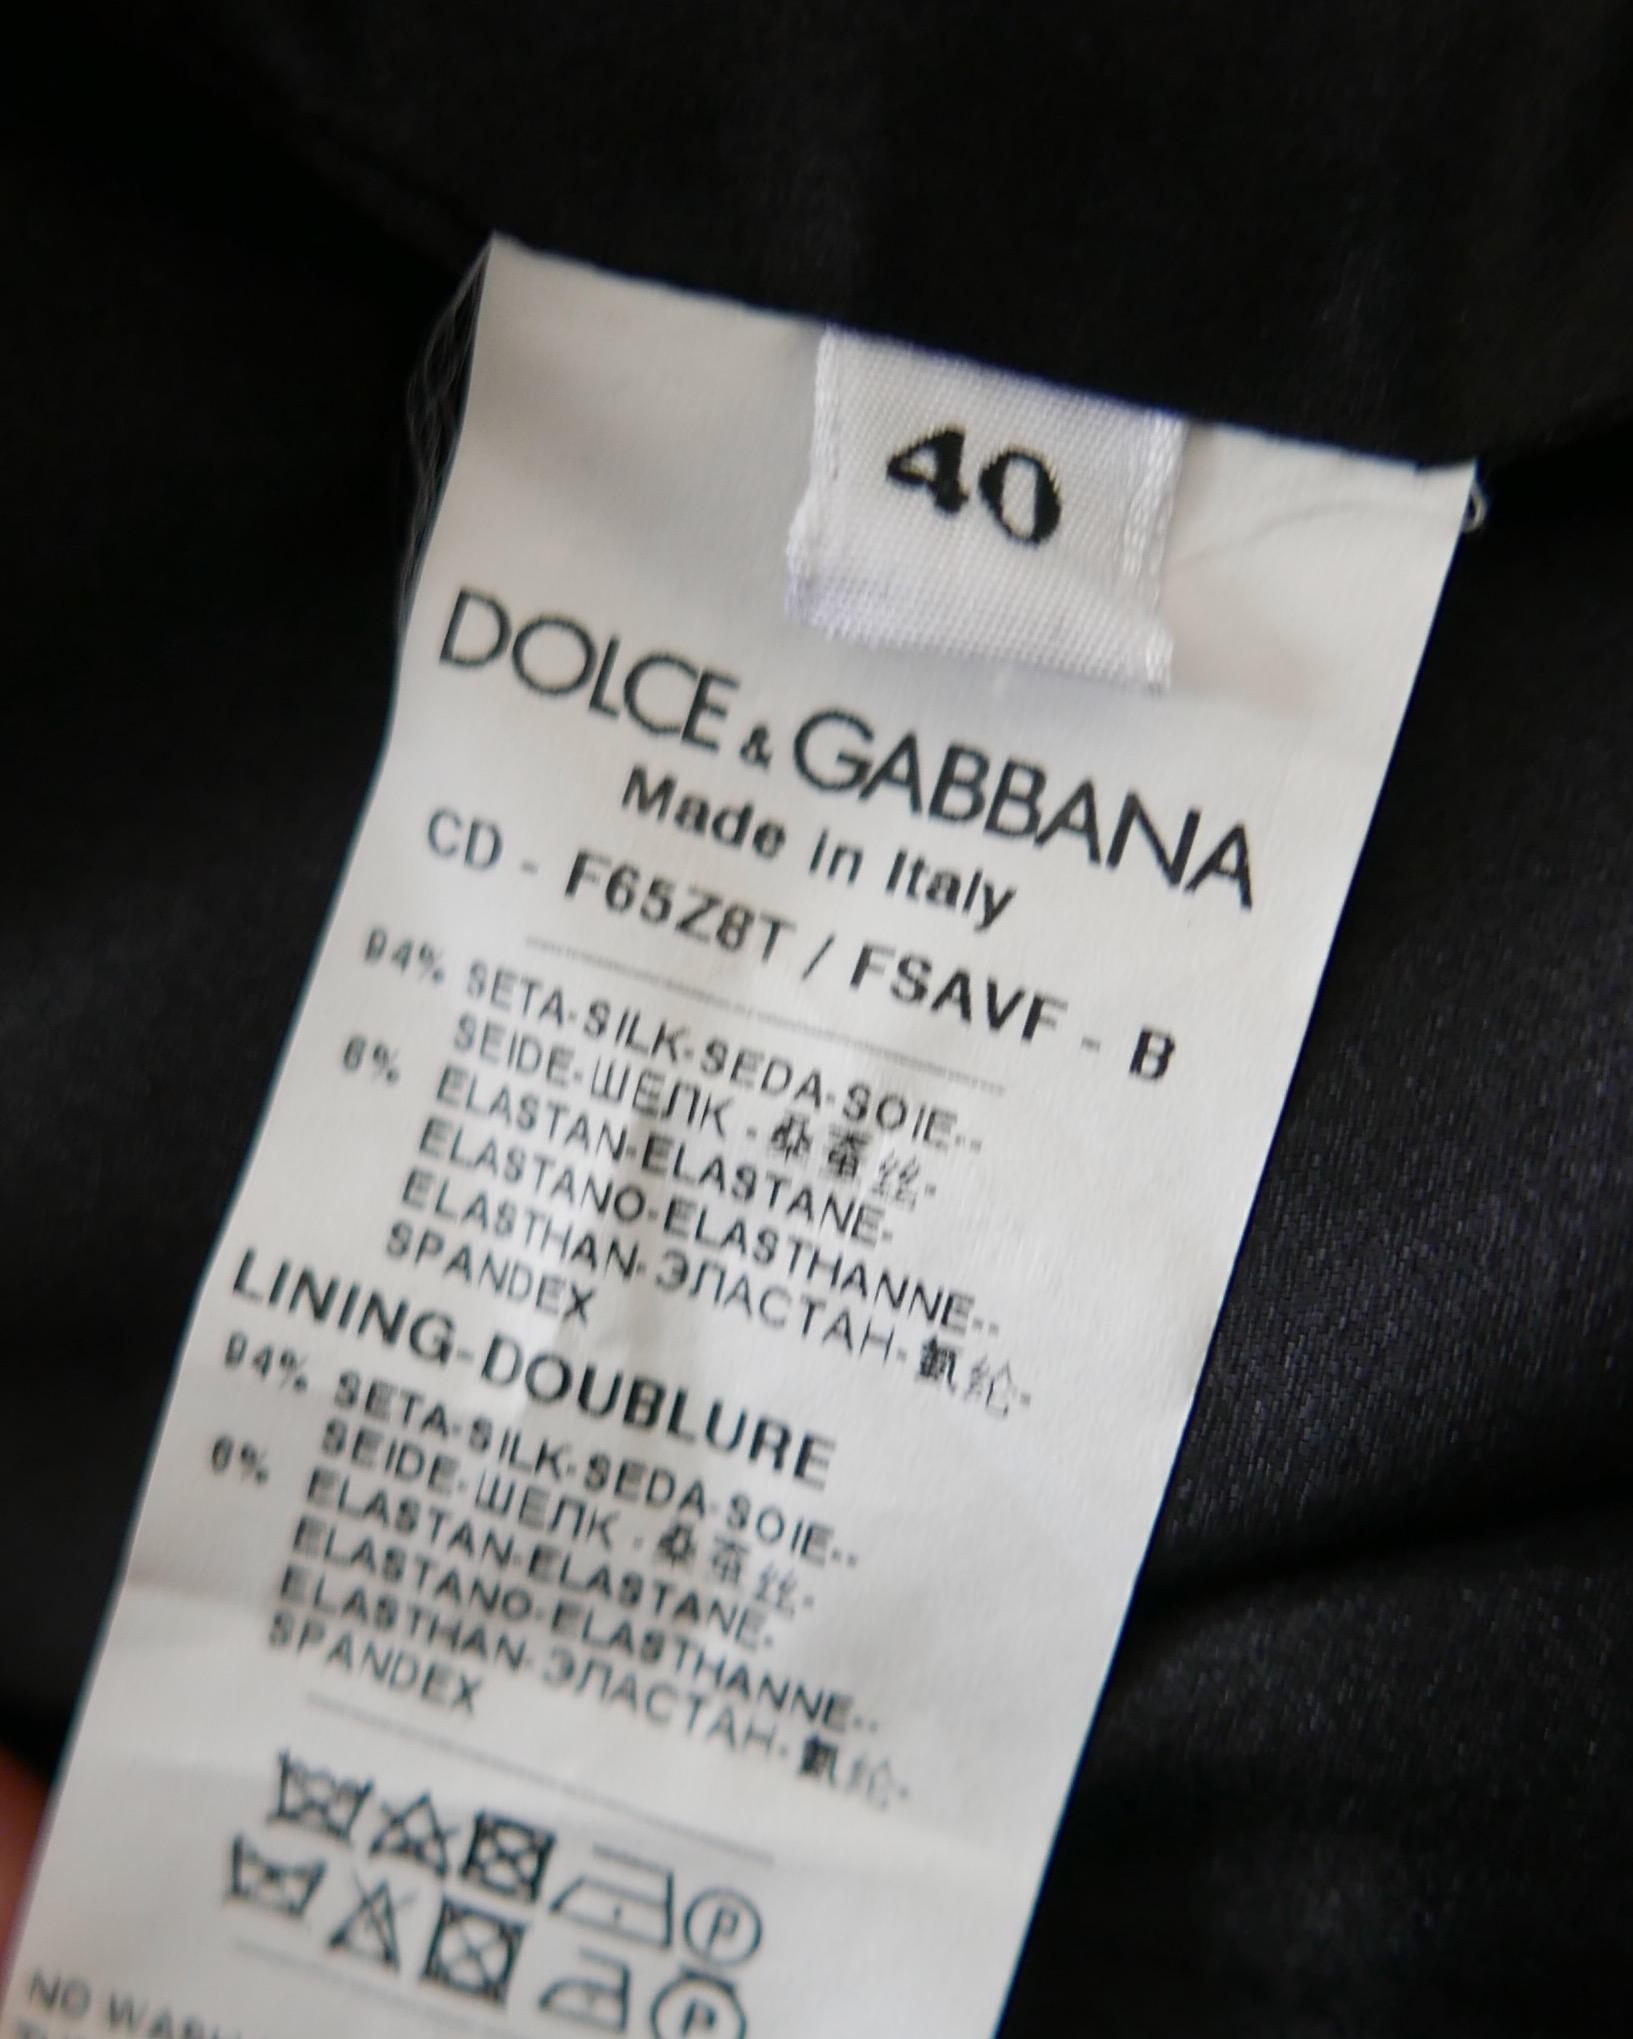 40
DOLCE & GABBANA
Made in Italy
CD - F65Z8T / FSAVF - B
94% SETA-SILK-SEDA-SOIE--
SEIDE-ШЕЛК - 桑蚕丝-
6% ELASTAN-ELASTANE-
ELASTANO-ELASTHANNE--
ELASTHAN-ЭЛАСТАН-氨纶-
SPANDEX
LINING-DOUBLURE
94% SETA-SILK-SEDA-SOIE--
SEIDE-ШЕЛК - 桑蚕丝-
6% ELASTAN-ELASTANE-
ELASTANO-ELASTHANNE--
ELASTHAN-ЭЛАСТАН-氨纶-
SPANDEX
P
P
NO